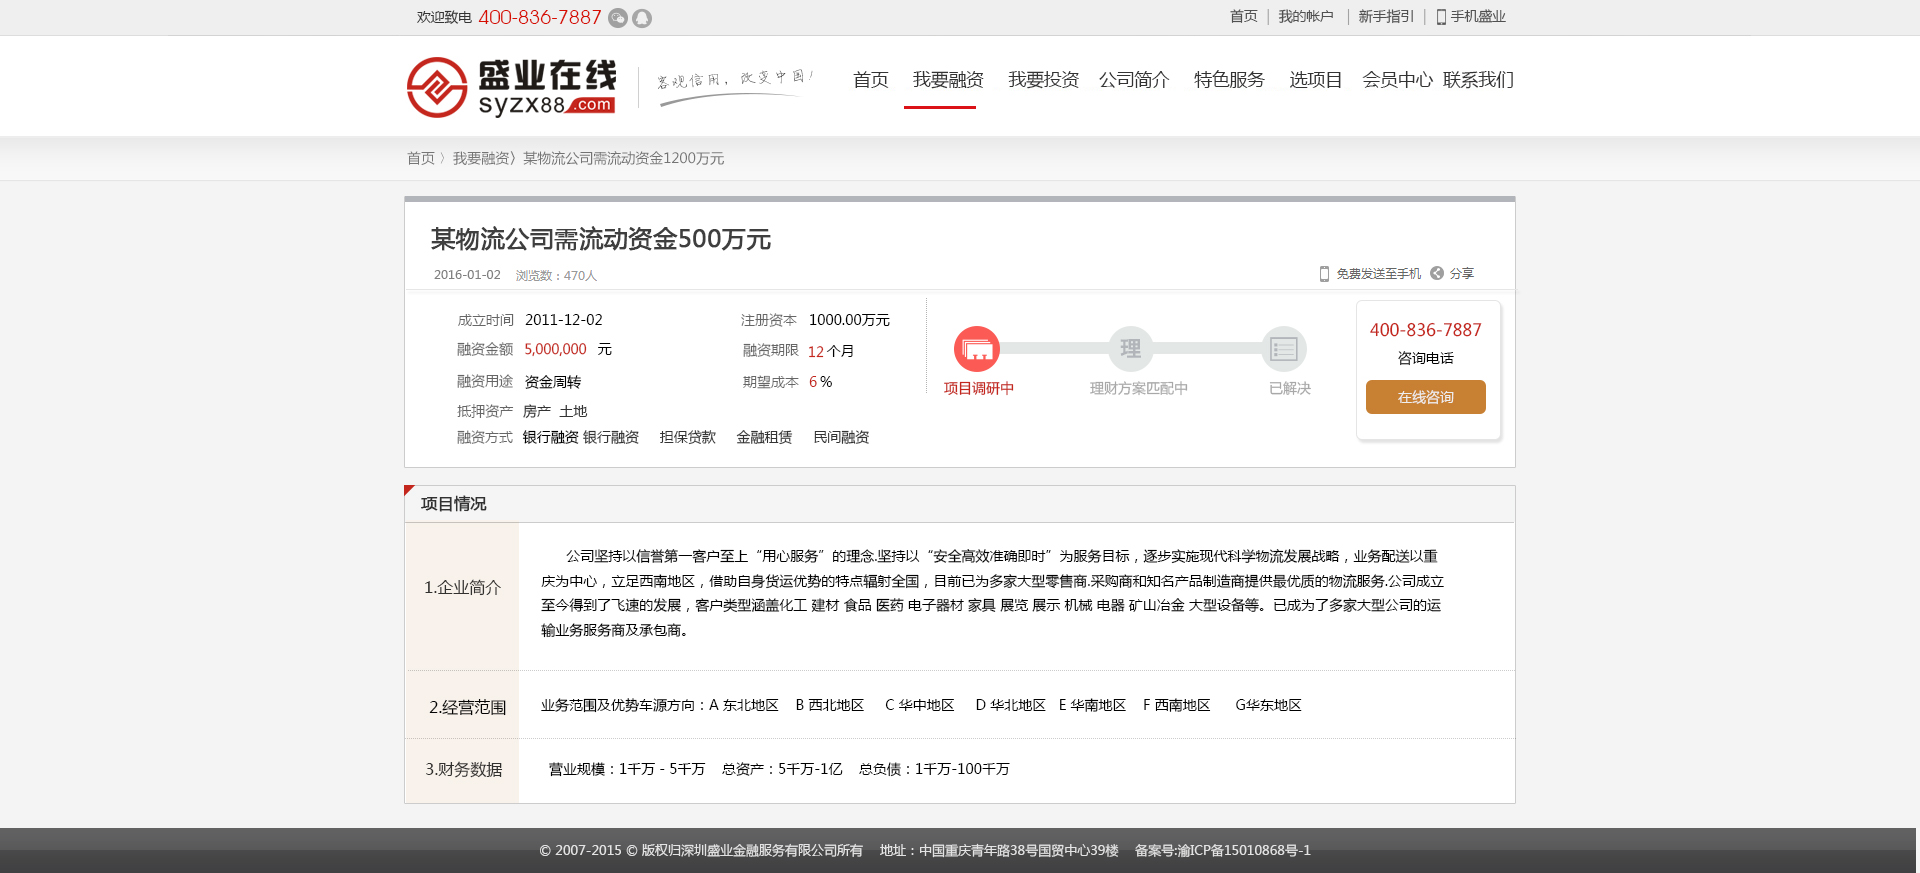 欢迎致电 400-836-7887 首页 | 我的帐户 | 新手指引 | 手机盛业
盛业在线
syzx88.com
客观信用，改变中国！
首页 我要融资 我要投资 公司简介 特色服务 选项目 会员中心 联系我们
首页 〉我要融资〉某物流公司需流动资金1200万元
某物流公司需流动资金500万元
2016-01-02 浏览数：470人 免费发送至手机 分享
成立时间 2011-12-02 注册资本 1000.00万元
融资金额 5,000,000 元 融资期限 12个月
融资用途 资金周转 期望成本 6%
抵押资产 房产 土地
融资方式 银行融资 银行融资 担保贷款 金融租赁 民间融资
理
项目调研中 理财方案匹配中 已解决
400-836-7887
咨询电话
在线咨询
项目情况
1.企业简介
公司坚持以信誉第一客户至上“用心服务”的理念.坚持以“安全高效准确即时”为服务目标，逐步实施现代科学物流发展战略，业务配送以重
庆为中心，立足西南地区，借助自身货运优势的特点辐射全国，目前已为多家大型零售商.采购商和知名产品制造商提供最优质的物流服务.公司成立
至今得到了飞速的发展，客户类型涵盖化工 建材 食品 医药 电子器材 家具 展览 展示 机械 电器 矿山冶金 大型设备等。已成为了多家大型公司的运
输业务服务商及承包商。
2.经营范围 业务范围及优势车源方向：A 东北地区 B 西北地区 C 华中地区 D 华北地区 E 华南地区 F 西南地区 G华东地区
3.财务数据 营业规模：1千万 - 5千万 总资产：5千万-1亿 总负债：1千万-100千万
© 2007-2015 © 版权归深圳盛业金融服务有限公司所有 地址：中国重庆青年路38号国贸中心39楼 备案号:渝ICP备15010868号-1